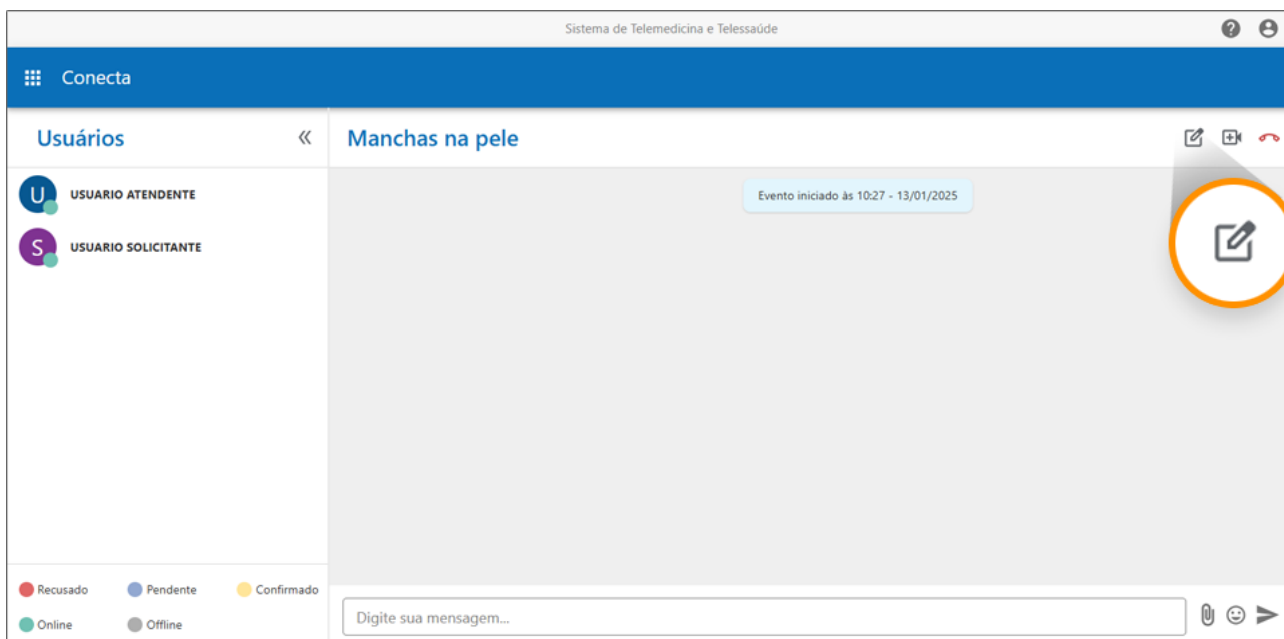 Sistema de Telemedicina e Telessaúde
Conecta
Usuários
Manchas na pele
U
USUARIO ATENDENTE
Evento iniciado às 10:27 - 13/01/2025
S
USUARIO SOLICITANTE
Recusado Pendente Confirmado
Online Offline
Digite sua mensagem...